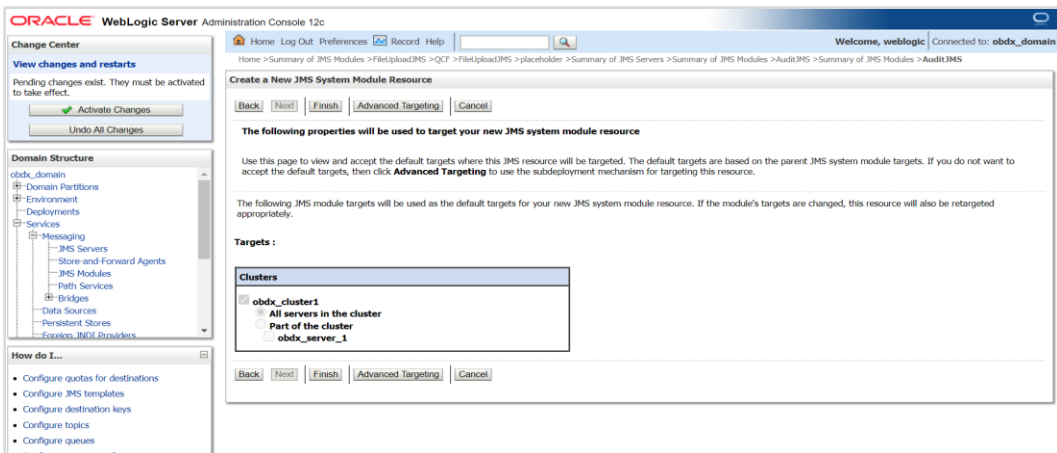 ORACLE WebLogic Server Administration Console 12c
Change Center
View changes and restarts
Pending changes exist. They must be activated
to take effect.
Activate Changes
Undo All Changes
Domain Structure
obdx_domain
Domain Partitions
Environment
Deployments
Services
Messaging
JMS Servers
Store-and-Forward Agents
JMS Modules
Path Services
Bridges
Data Sources
Persistent Stores
Foreign JNDI Providers
How do I...
Configure quotas for destinations
Configure JMS templates
Configure destination keys
Configure topics
Configure queues
Home Log Out Preferences Record Help
Welcome, weblogic Connected to: obdx_domain
Home >Summary of JMS Modules >FileUploadJMS >QCF >FileUploadJMS >placeholder >Summary of JMS Servers >Summary of JMS Modules >AuditJMS >Summary of JMS Modules >AuditJMS
Create a New JMS System Module Resource
Back Next Finish Advanced Targeting Cancel
The following properties will be used to target your new JMS system module resource
Use this page to view and accept the default targets where this JMS resource will be targeted. The default targets are based on the parent JMS system module targets. If you do not want to
accept the default targets, then click Advanced Targeting to use the subdeployment mechanism for targeting this resource.
The following JMS module targets will be used as the default targets for your new JMS system module resource. If the module's targets are changed, this resource will also be retargeted
appropriately.
Targets :
Clusters
obdx_cluster1
All servers in the cluster
Part of the cluster
obdx_server_1
Back Next Finish Advanced Targeting Cancel